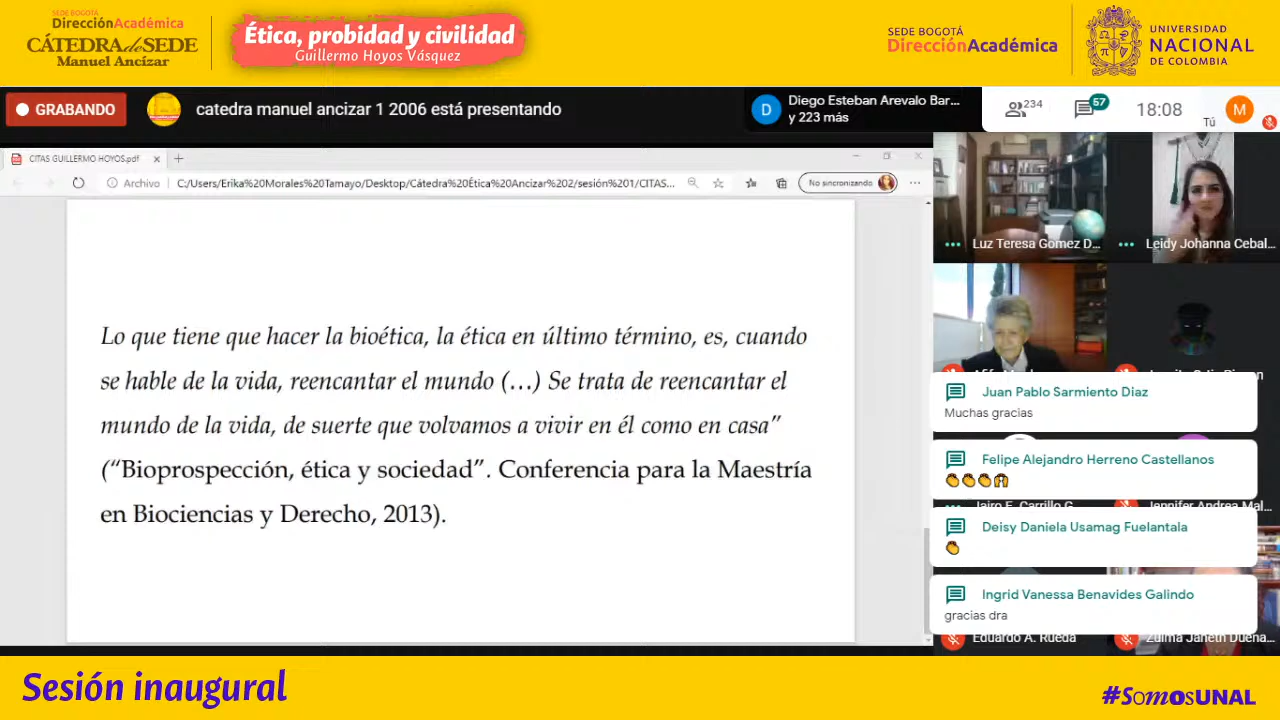 SEDE BOGOTÁ
DirecciónAcadémica
CÁTEDRAdeSEDE
Manuel Ancízar
Ética, probidad y civilidad
Guillermo Hoyos Vásquez
SEDE BOGOTÁ
DirecciónAcadémica
UNIVERSIDAD
NACIONAL
DE COLOMBIA
GRABANDO
catedra manuel ancizar 1 2006 está presentando
D
Diego Esteban Arevalo Bar...
y 223 más
234
57
18:08
Tú
M
CITAS GUILLERMO HOYOS.pdf
Archivo
C:/Users/Erika%20Morales%20Tamayo/Desktop/Cátedra%20Ética%20Ancizar%202/sesión%201/CITAS...
No sincronizando
Lo que tiene que hacer la bioética, la ética en último término, es, cuando
se hable de la vida, reencantar el mundo (…) Se trata de reencantar el
mundo de la vida, de suerte que volvamos a vivir en él como en casa”
(“Bioprospección, ética y sociedad”. Conferencia para la Maestría
en Biociencias y Derecho, 2013).
Luz Teresa Gomez D...
Leidy Johanna Cebal...
Juan Pablo Sarmiento Diaz
Muchas gracias
Felipe Alejandro Herreno Castellanos
👏👏👏🙌
Jairo E. Carrillo G.
Jennifer Andrea Mal...
Deisy Daniela Usamag Fuelantala
👏
Ingrid Vanessa Benavides Galindo
gracias dra
Eduardo A. Rueda
Zulma Janeth Dueña...
Sesión inaugural
#SomosUNAL